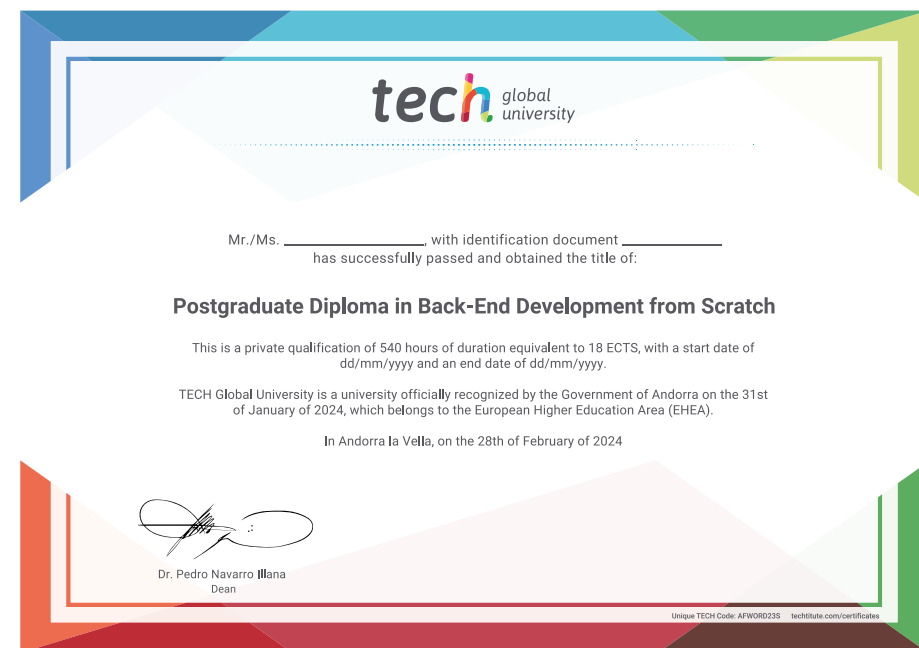 tech global university
Mr./Ms. ____________, with identification document ____________
has successfully passed and obtained the title of:
Postgraduate Diploma in Back-End Development from Scratch
This is a private qualification of 540 hours of duration equivalent to 18 ECTS, with a start date of
dd/mm/yyyy and an end date of dd/mm/yyyy.
TECH Global University is a university officially recognized by the Government of Andorra on the 31st
of January of 2024, which belongs to the European Higher Education Area (EHEA).
In Andorra la Vella, on the 28th of February of 2024
Dr. Pedro Navarro Illana
Dean
Unique TECH Code: AFWORD23S techtitute.com/certificates